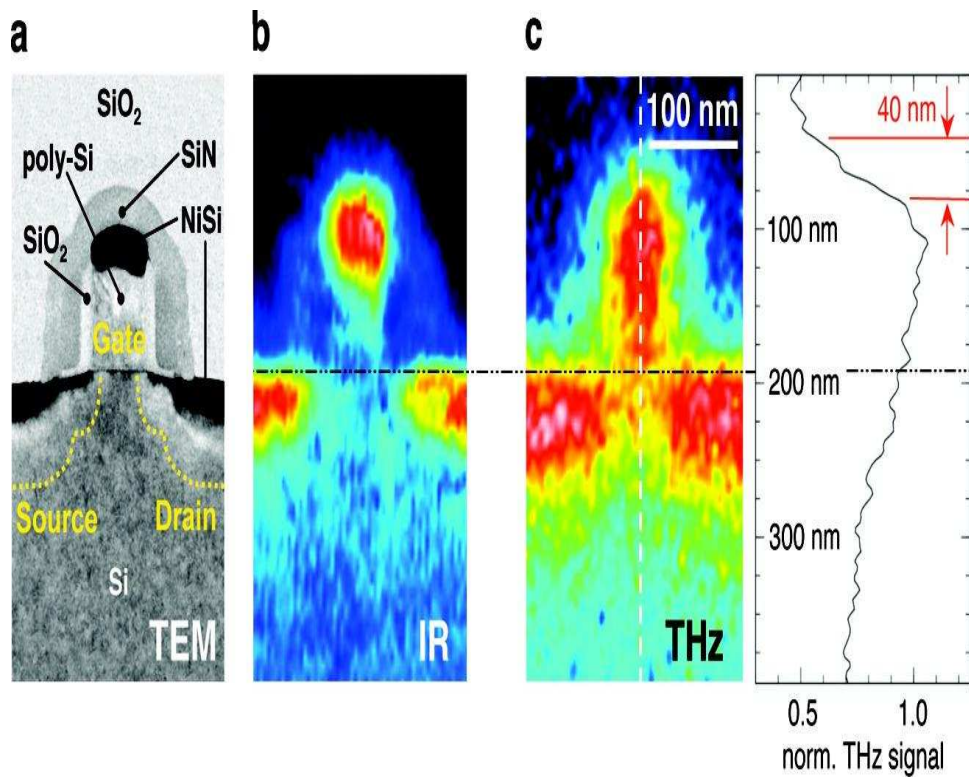 a
SiO2
poly-Si
SiN
SiO2
NiSi
Gate
Source
Drain
Si
TEM
b
IR
c
100 nm
THz
40 nm
100 nm
200 nm
300 nm
0.5 1.0
norm. THz signal